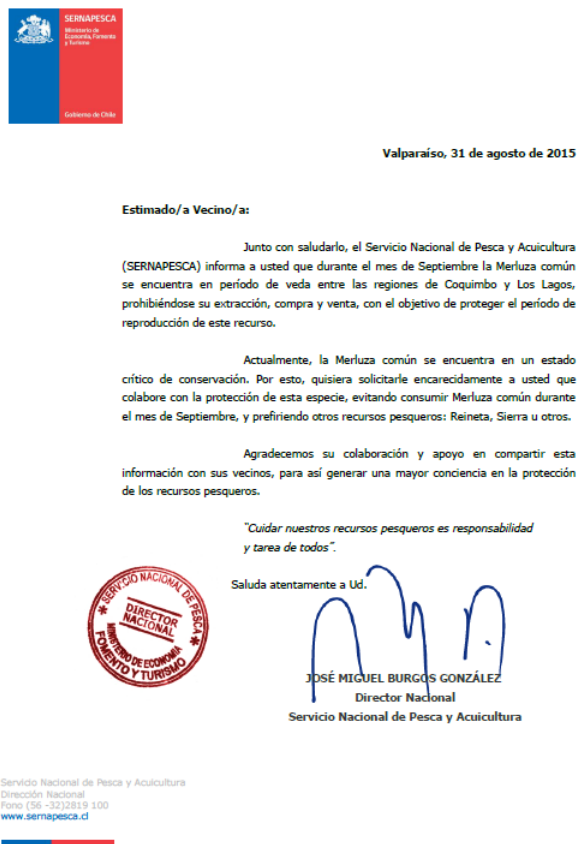 SERNAPESCA
Ministerio de
Economía, Fomento
y Turismo
Gobierno de Chile
Valparaíso, 31 de agosto de 2015
Estimado/a Vecino/a:
Junto con saludarlo, el Servicio Nacional de Pesca y Acuicultura
(SERNAPESCA) informa a usted que durante el mes de Septiembre la Merluza común
se encuentra en período de veda entre las regiones de Coquimbo y Los Lagos,
prohibiéndose su extracción, compra y venta, con el objetivo de proteger el período de
reproducción de este recurso.
Actualmente, la Merluza común se encuentra en un estado
crítico de conservación. Por esto, quisiera solicitarle encarecidamente a usted que
colabore con la protección de esta especie, evitando consumir Merluza común durante
el mes de Septiembre, y prefiriendo otros recursos pesqueros: Reineta, Sierra u otros.
Agradecemos su colaboración y apoyo en compartir esta
información con sus vecinos, para así generar una mayor conciencia en la protección
de los recursos pesqueros.
"Cuidar nuestros recursos pesqueros es responsabilidad
y tarea de todos".
Saluda atentamente a Ud.
SERVICIO NACIONAL DE PESCA
DIRECTOR
NACIONAL
MINISTERIO DE ECONOMIA
FOMENTO Y TURISMO
JOSÉ MIGUEL BURGOS GONZÁLEZ
Director Nacional
Servicio Nacional de Pesca y Acuicultura
Servicio Nacional de Pesca y Acuicultura
Dirección Nacional
Fono (56 -32)2819 100
www.sernapesca.cl